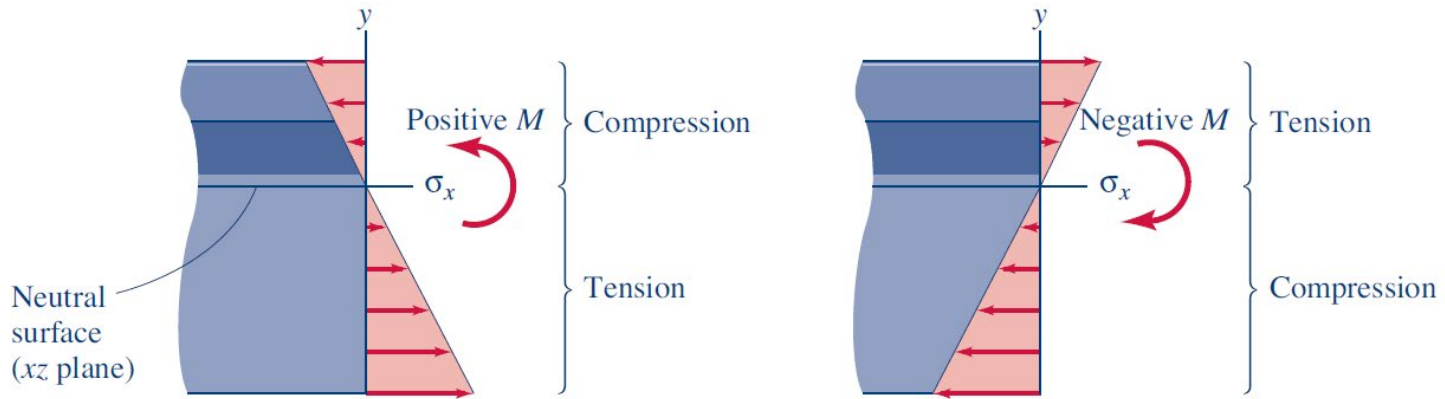 y
Positive M
Compression
σx
Tension
Neutral
surface
(xz plane)
y
Negative M
Tension
σx
Compression